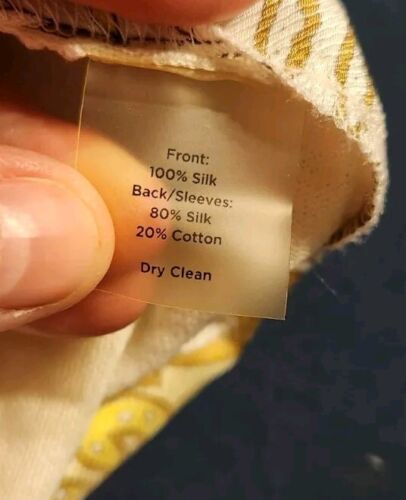 Front:
100% Silk
Back/Sleeves:
80% Silk
20% Cotton
Dry Clean